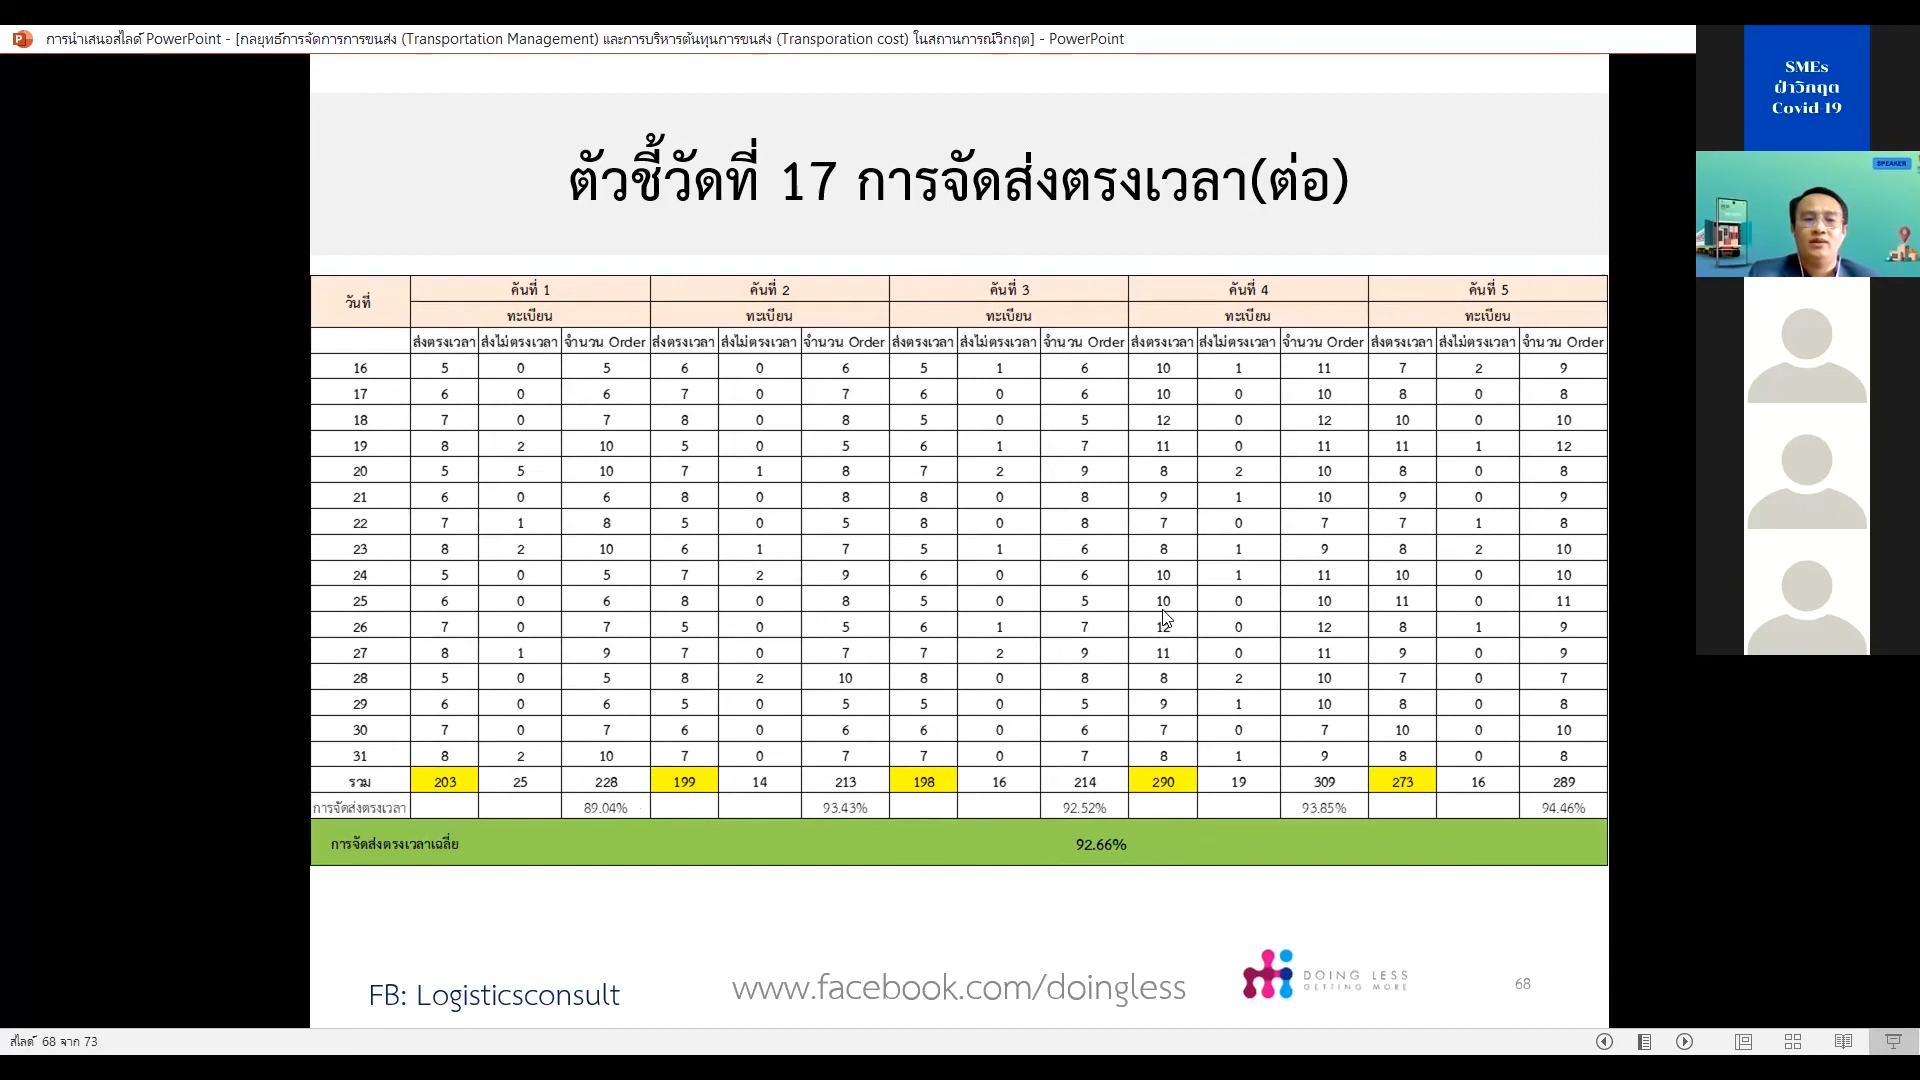 การนำเสนอสไลด์ PowerPoint - [กลยุทธ์การจัดการการขนส่ง (Transportation Management) และการบริหารต้นทุนการขนส่ง (Transporation cost) ในสถานการณ์วิกฤต] - PowerPoint
SMEs
ฝ่าวิกฤต
Covid-19
SPEAKER
ตัวชี้วัดที่ 17 การจัดส่งตรงเวลา(ต่อ)
วันที่ คันที่ 1 คันที่ 2 คันที่ 3 คันที่ 4 คันที่ 5
ทะเบียน ทะเบียน ทะเบียน ทะเบียน ทะเบียน
ส่งตรงเวลา ส่งไม่ตรงเวลา จำนวน Order ส่งตรงเวลา ส่งไม่ตรงเวลา จำนวน Order ส่งตรงเวลา ส่งไม่ตรงเวลา จำนวน Order ส่งตรงเวลา ส่งไม่ตรงเวลา จำนวน Order ส่งตรงเวลา ส่งไม่ตรงเวลา จำนวน Order
16 5 0 5 6 0 6 5 1 6 10 1 11 7 2 9
17 6 0 6 7 0 7 6 0 6 10 0 10 8 0 8
18 7 0 7 8 0 8 5 0 5 12 0 12 10 0 10
19 8 2 10 5 0 5 6 1 7 11 0 11 11 1 12
20 5 5 10 7 1 8 7 2 9 8 2 10 8 0 8
21 6 0 6 8 0 8 8 0 8 9 1 10 9 0 9
22 7 1 8 5 0 5 8 0 8 7 0 7 7 1 8
23 8 2 10 6 1 7 5 1 6 8 1 9 8 2 10
24 5 0 5 7 2 9 6 0 6 10 1 11 10 0 10
25 6 0 6 8 0 8 5 0 5 10 0 10 11 0 11
26 7 0 7 5 0 5 6 1 7 12 0 12 8 1 9
27 8 1 9 7 0 7 7 2 9 11 0 11 9 0 9
28 5 0 5 8 2 10 8 0 8 8 2 10 7 0 7
29 6 0 6 5 0 5 5 0 5 9 1 10 8 0 8
30 7 0 7 6 0 6 6 0 6 7 0 7 10 0 10
31 8 2 10 7 0 7 7 0 7 8 1 9 8 0 8
รวม 203 25 228 199 14 213 198 16 214 290 19 309 273 16 289
การจัดส่งตรงเวลา 89.04% 93.43% 92.52% 93.85% 94.46%
การจัดส่งตรงเวลาเฉลี่ย 92.66%
FB: Logisticsconsult
www.facebook.com/doingless
DOING LESS
GETTING MORE
68
สไลด์ 68 จาก 73